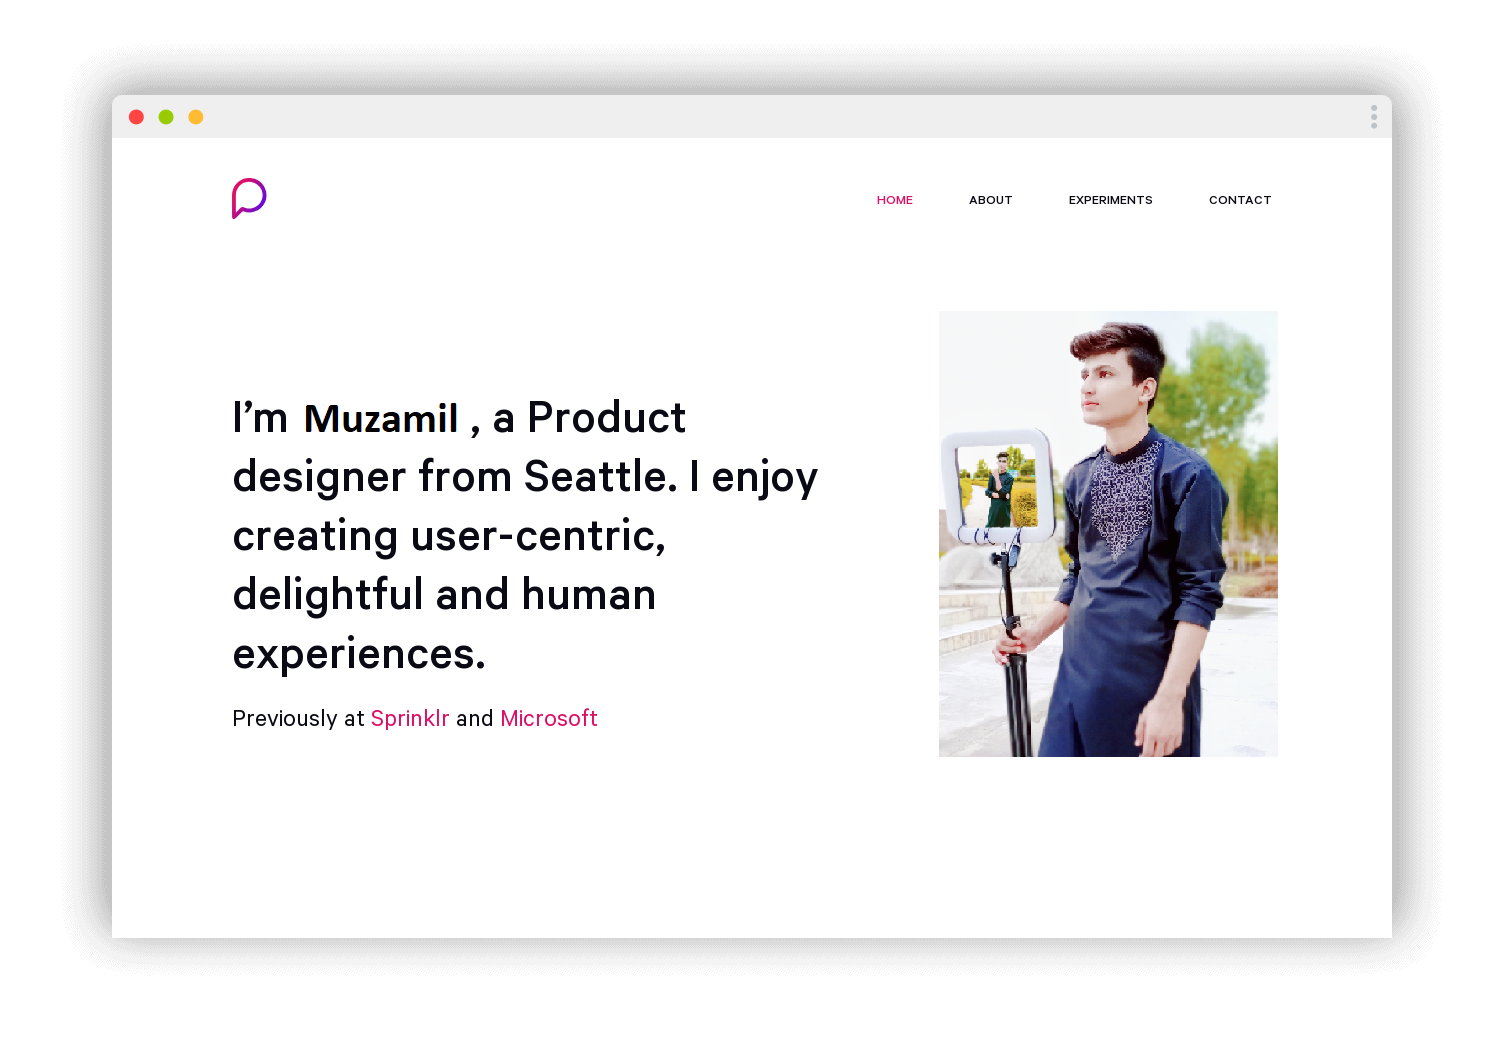 HOME ABOUT EXPERIMENTS CONTACT
I’m Muzamil , a Product
designer from Seattle. I enjoy
creating user-centric,
delightful and human
experiences.
Previously at Sprinklr and Microsoft